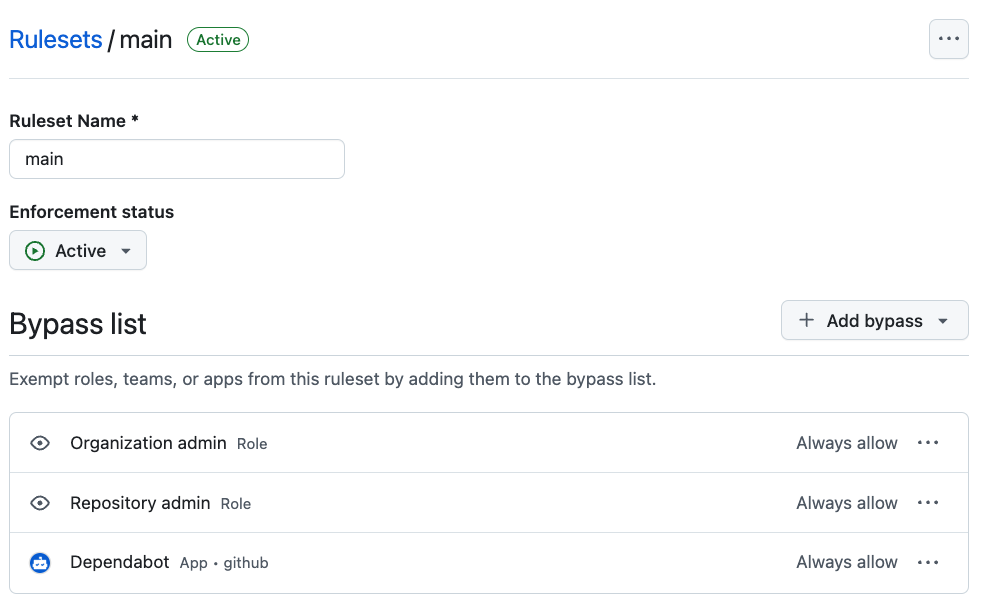 Rulesets / main Active
Ruleset Name *
main
Enforcement status
Active
Bypass list
Add bypass
Exempt roles, teams, or apps from this ruleset by adding them to the bypass list.
Organization admin Role Always allow
Repository admin Role Always allow
Dependabot App • github Always allow